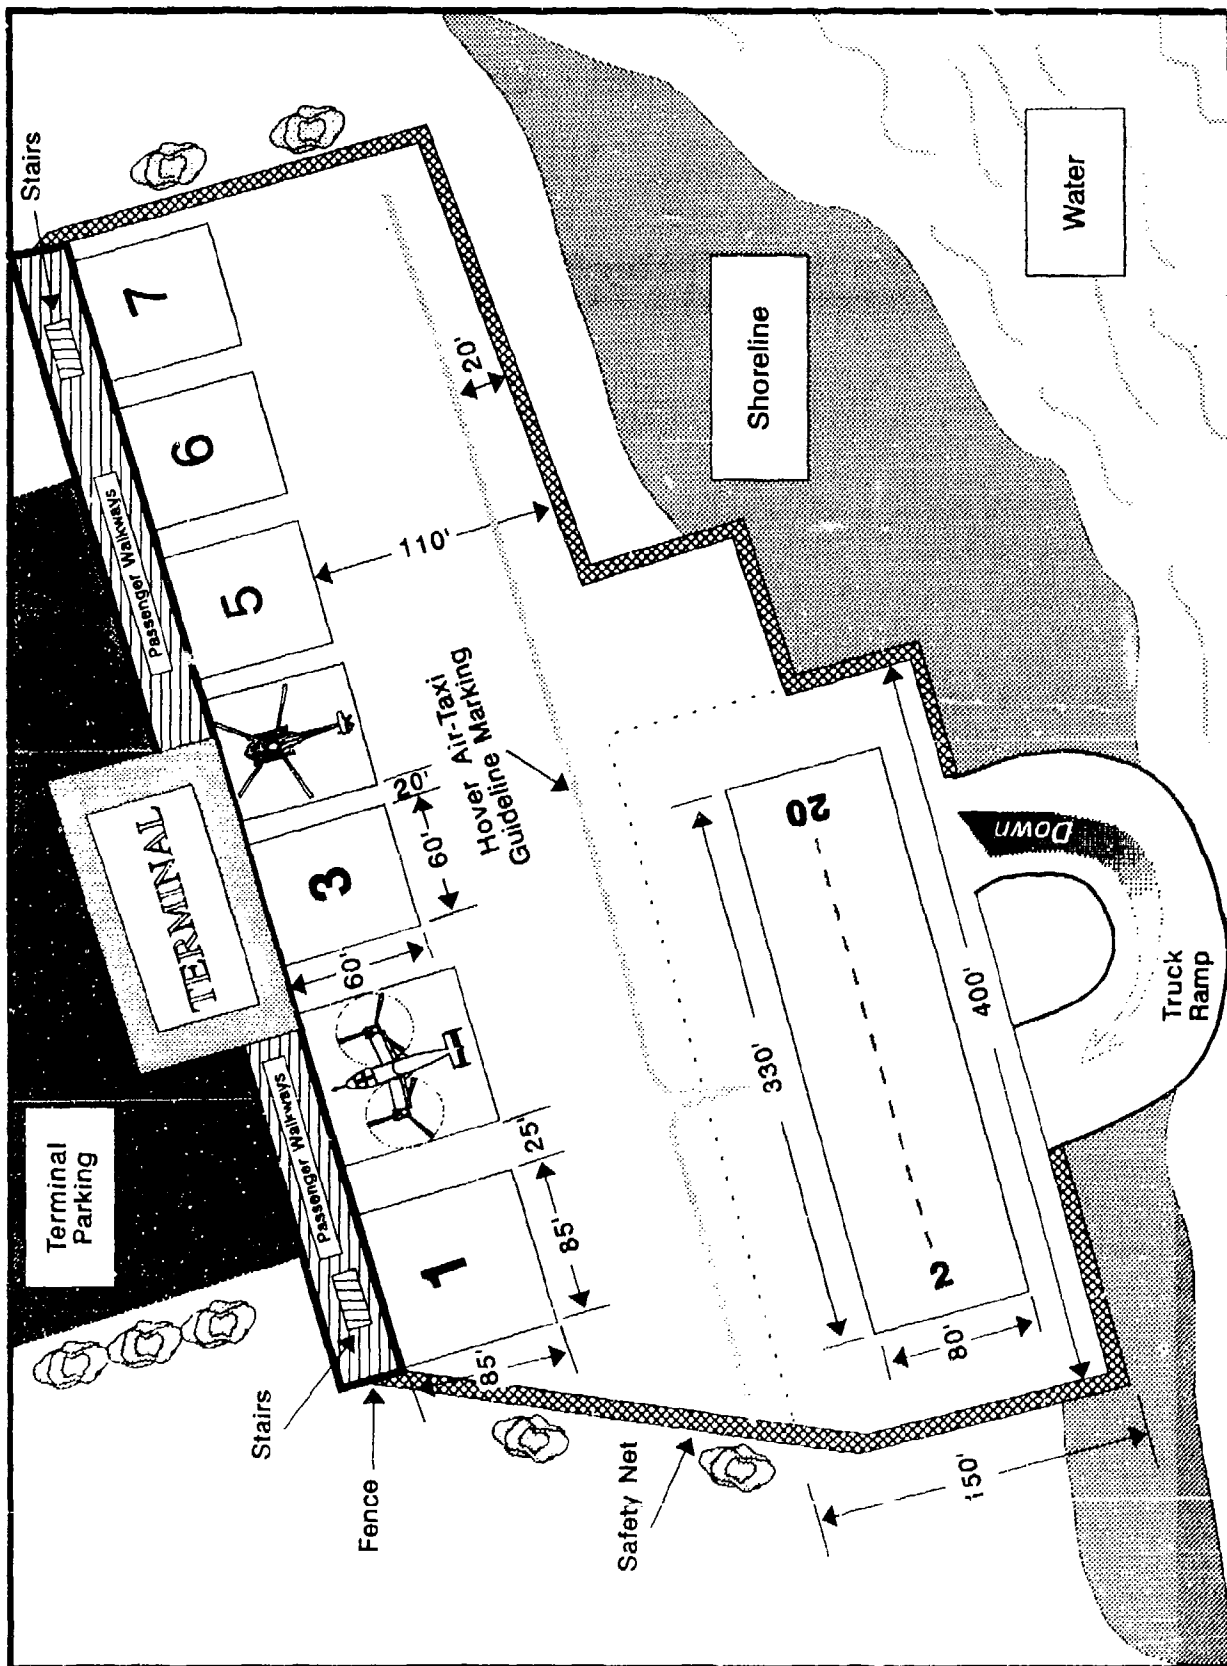 Stairs
7
6
5
3
1
Passenger Walkways
Passenger Walkways
TERMINAL
Terminal
Parking
Stairs
Fence
Safety Net
Hover Air-Taxi
Guideline Marking
110'
20'
20'
60'
60'
25'
85'
85'
330'
400'
80'
150'
20
2
Down
Truck
Ramp
Shoreline
Water